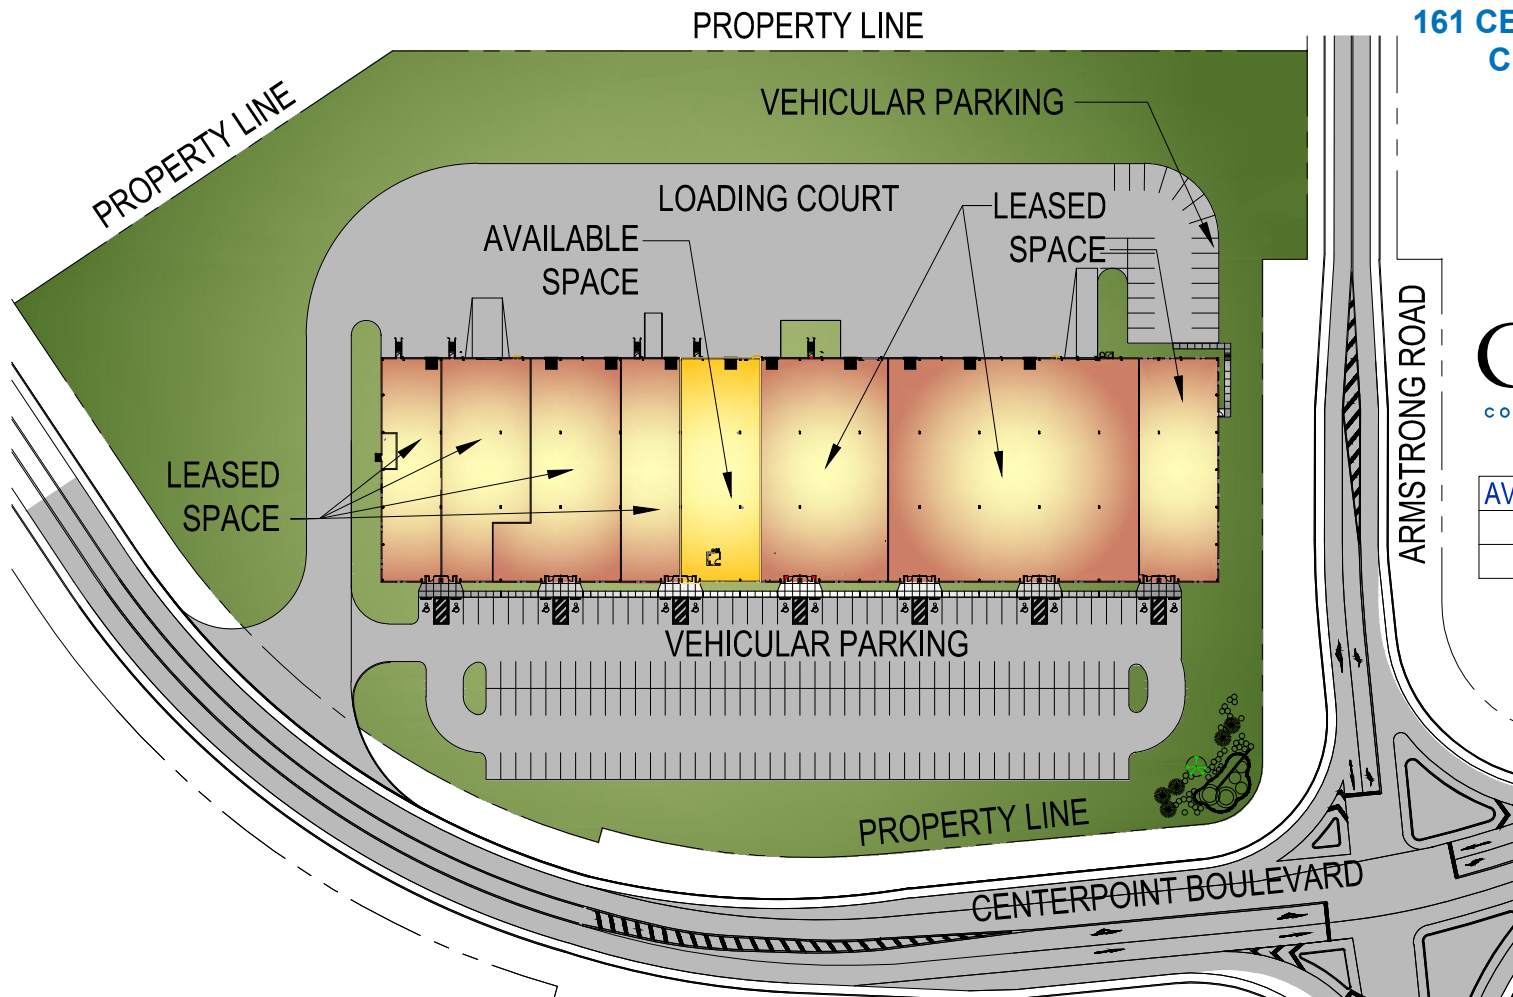 PROPERTY LINE
161 CE
C
VEHICULAR PARKING
PROPERTY LINE
LOADING COURT
LEASED
SPACE
AVAILABLE
SPACE
ARMSTRONG ROAD
C
CO
LEASED
SPACE
AV
VEHICULAR PARKING
PROPERTY LINE
CENTERPOINT BOULEVARD